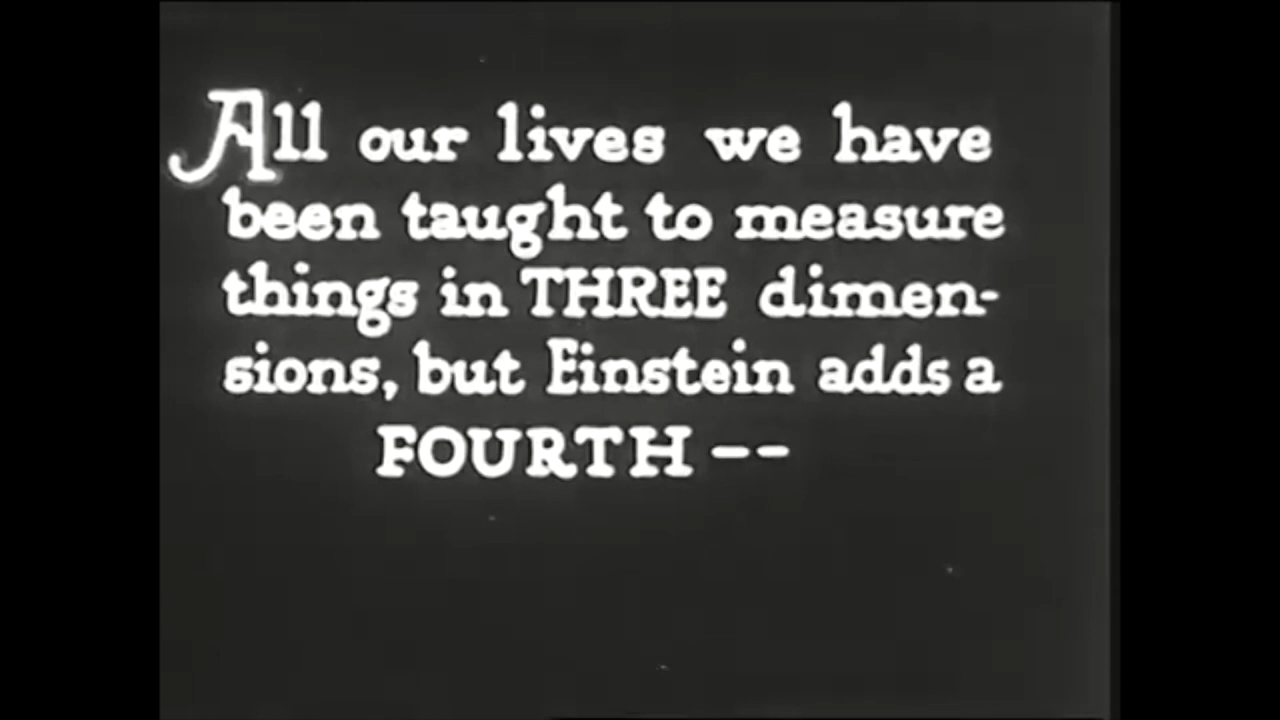 All our lives we have
been taught to measure
things in THREE dimen-
sions, but Einstein adds a
FOURTH --